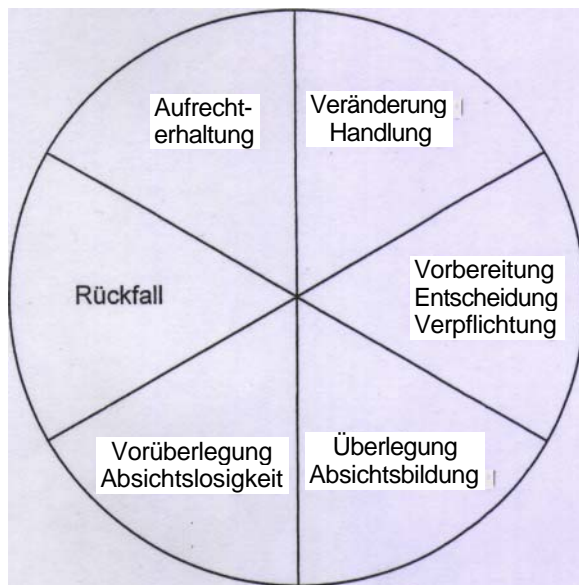 Aufrecht-
erhaltung
Veränderung
Handlung
Rückfall
Vorbereitung
Entscheidung
Verpflichtung
Vorüberlegung
Absichtslosigkeit
Überlegung
Absichtsbildung